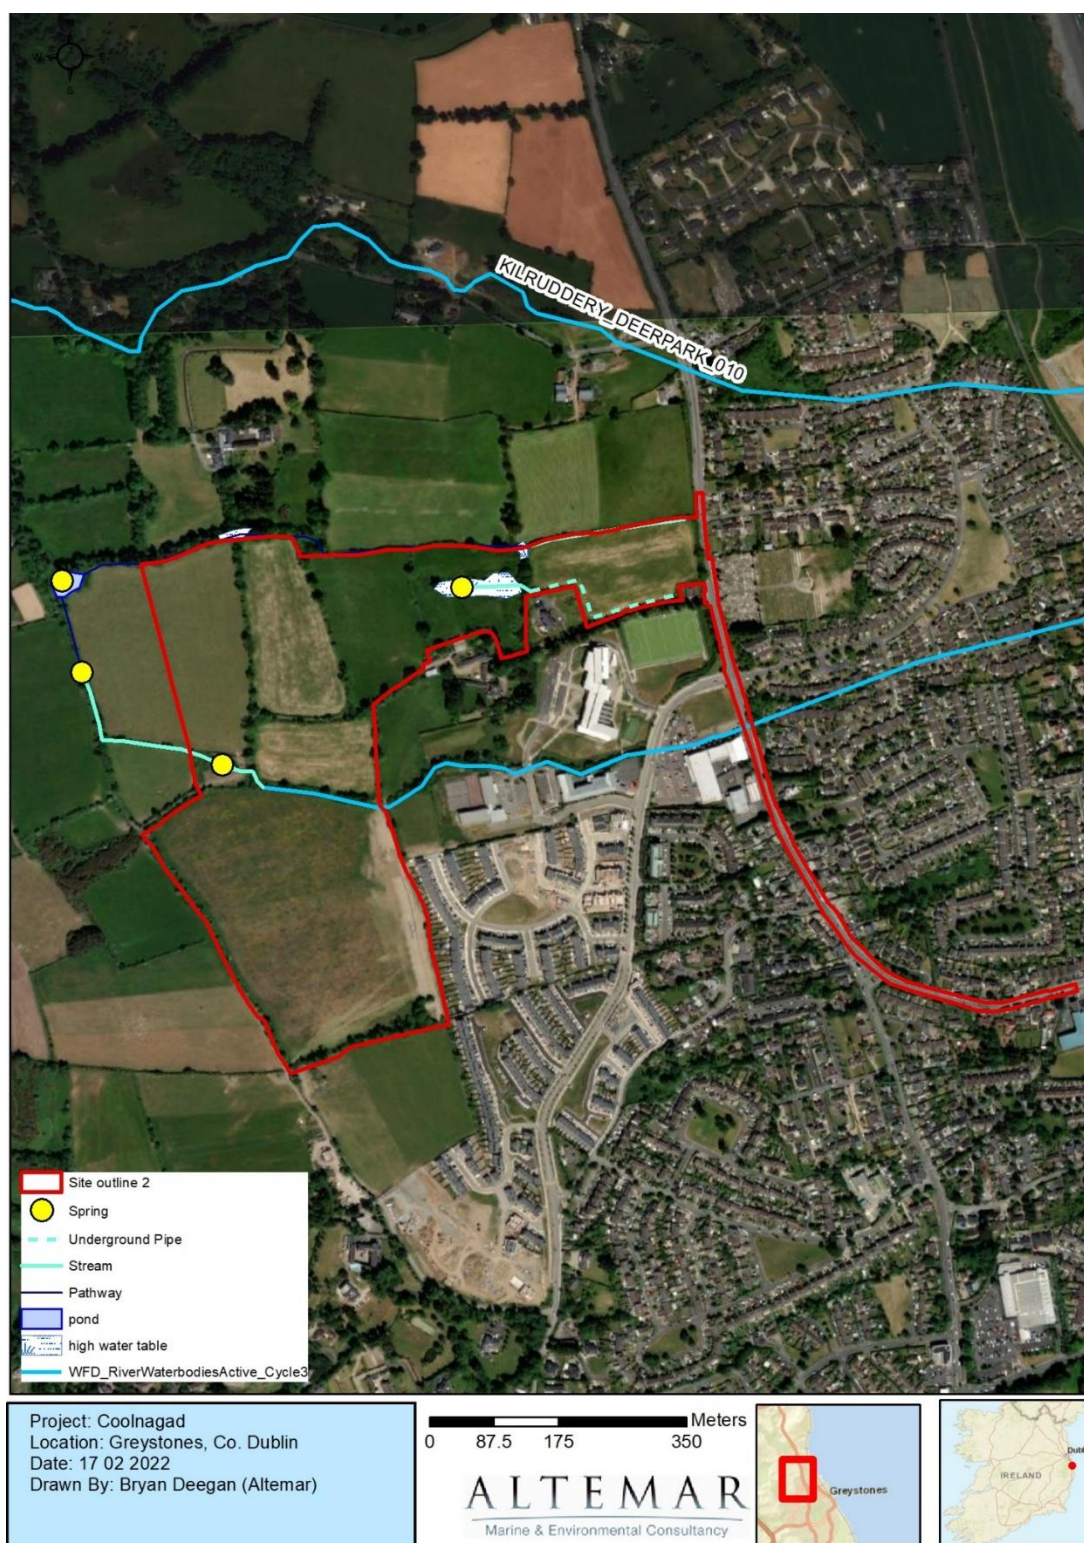 KILRUDDERY_DEERPARK_010
Site outline 2
Spring
Underground Pipe
Stream
Pathway
pond
high water table
WFD_RiverWaterbodiesActive_Cycle3
Project: Coolnagad
Location: Greystones, Co. Dublin
Date: 17 02 2022
Drawn By: Bryan Deegan (Altemar)
Meters
0 87.5 175 350
ALTEMAR
Marine & Environmental Consultancy
Greystones
Dubl
IRELAND